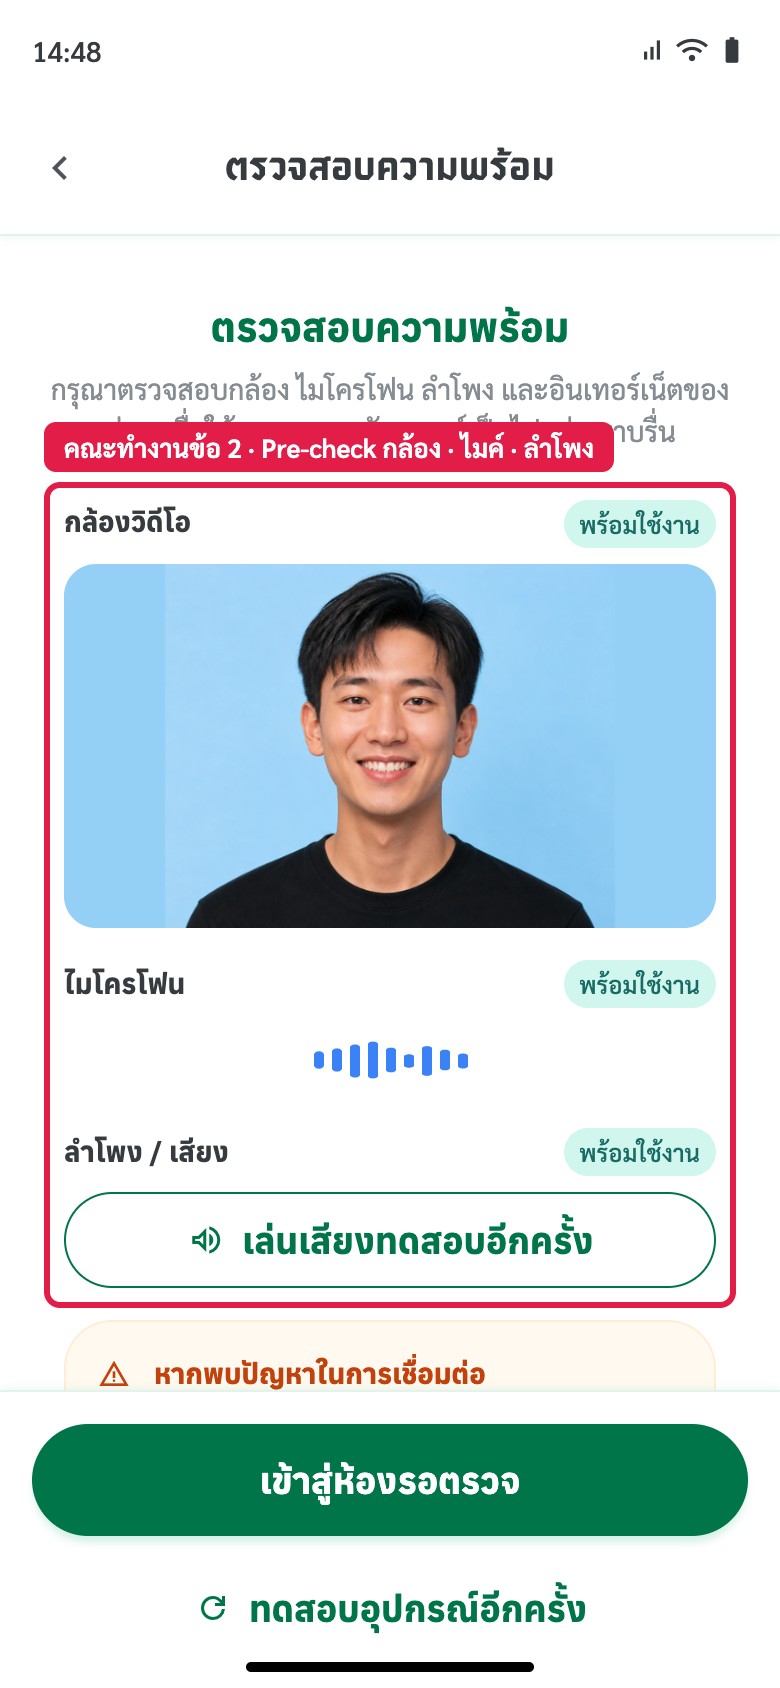 14:48
ตรวจสอบความพร้อม
ตรวจสอบความพร้อม
กรุณาตรวจสอบกล้อง ไมโครโฟน ลำโพง และอินเทอร์เน็ตของ
าบรื่น
คณะทำงานข้อ 2 · Pre-check กล้อง · ไมค์ · ลำโพง
กล้องวิดีโอ พร้อมใช้งาน
ไมโครโฟน พร้อมใช้งาน
ลำโพง / เสียง พร้อมใช้งาน
เล่นเสียงทดสอบอีกครั้ง
หากพบปัญหาในการเชื่อมต่อ
เข้าสู่ห้องรอตรวจ
ทดสอบอุปกรณ์อีกครั้ง